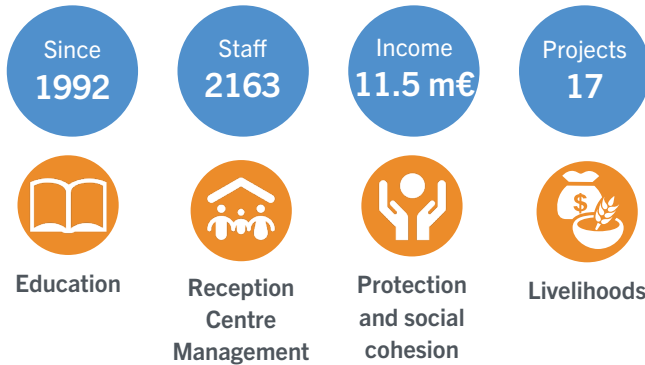 Since
1992
Staff
2163
Income
11.5 m€
Projects
17
$
Education
Reception
Centre
Management
Protection
and social
cohesion
Livelihoods